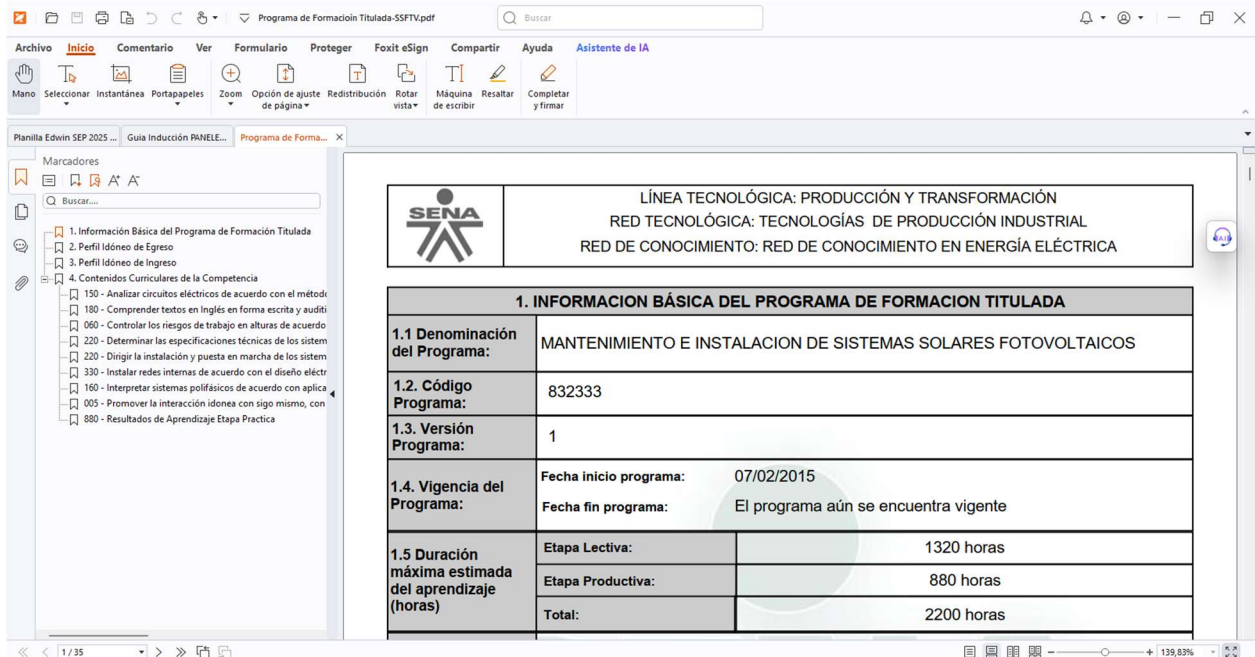 Programa de Formacioin Titulada-SSFTV.pdf
Buscar
Archivo Inicio Comentario Ver Formulario Proteger Foxit eSign Compartir Ayuda Asistente de IA
Mano Seleccionar Instantánea Portapapeles Zoom Opción de ajuste de página Redistribución Rotar vista Máquina de escribir Resaltar Completar y firmar
Planilla Edwin SEP 2025 ... Guia Inducción PANELE... Programa de Forma...
Marcadores
Buscar....
1. Información Básica del Programa de Formación Titulada
2. Perfil Idóneo de Egreso
3. Perfil Idóneo de Ingreso
4. Contenidos Curriculares de la Competencia
150 - Analizar circuitos eléctricos de acuerdo con el métod
180 - Comprender textos en Inglés en forma escrita y auditi
060 - Controlar los riesgos de trabajo en alturas de acuerdo
220 - Determinar las especificaciones técnicas de los sistem
220 - Dirigir la instalación y puesta en marcha de los sistem
330 - Instalar redes internas de acuerdo con el diseño eléctr
160 - Interpretar sistemas polifásicos de acuerdo con aplica
005 - Promover la interacción idonea con sigo mismo, con
880 - Resultados de Aprendizaje Etapa Practica
SENA
LÍNEA TECNOLÓGICA: PRODUCCIÓN Y TRANSFORMACIÓN
RED TECNOLÓGICA: TECNOLOGÍAS DE PRODUCCIÓN INDUSTRIAL
RED DE CONOCIMIENTO: RED DE CONOCIMIENTO EN ENERGÍA ELÉCTRICA
1. INFORMACION BÁSICA DEL PROGRAMA DE FORMACION TITULADA
1.1 Denominación del Programa:
MANTENIMIENTO E INSTALACION DE SISTEMAS SOLARES FOTOVOLTAICOS
1.2. Código Programa:
832333
1.3. Versión Programa:
1
1.4. Vigencia del Programa:
Fecha inicio programa: 07/02/2015
Fecha fin programa: El programa aún se encuentra vigente
1.5 Duración máxima estimada del aprendizaje (horas)
Etapa Lectiva: 1320 horas
Etapa Productiva: 880 horas
Total: 2200 horas
1/35
139,83%